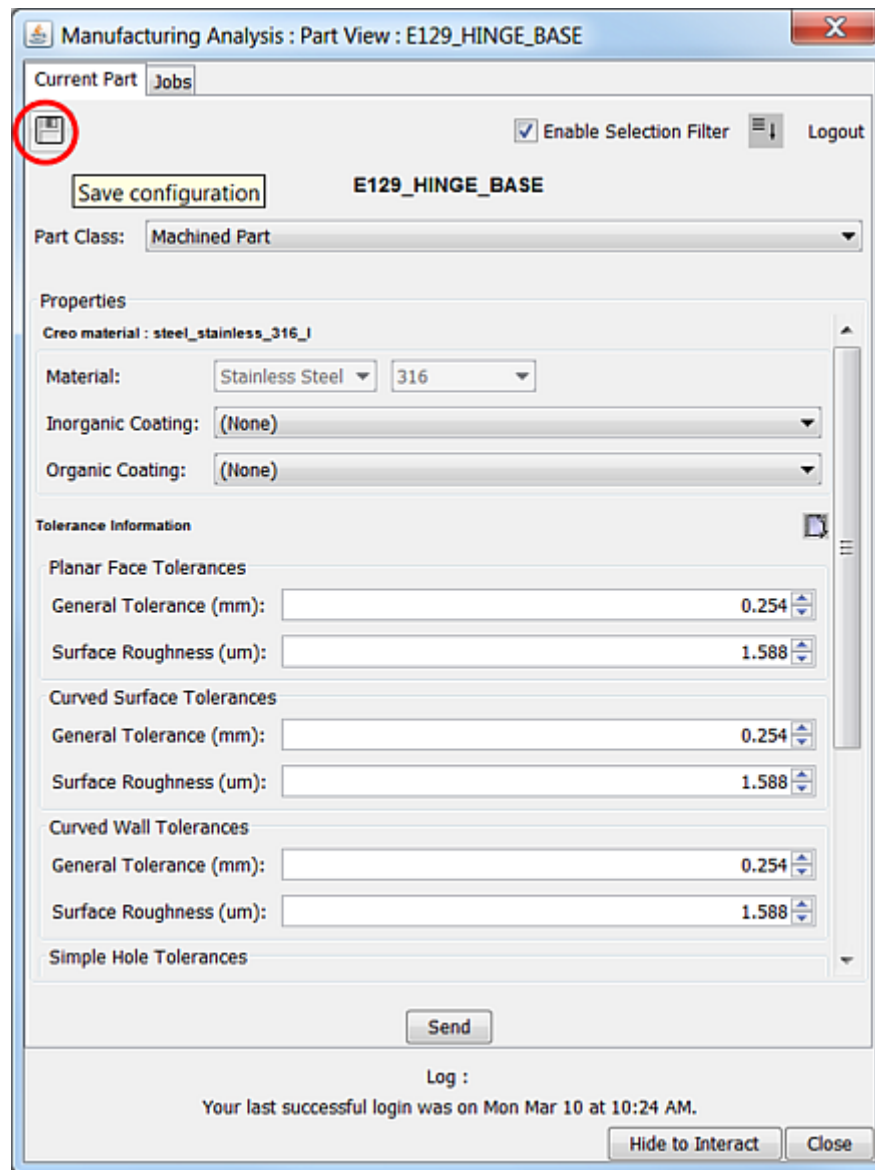 Manufacturing Analysis : Part View : E129_HINGE_BASE
Current Part Jobs
Enable Selection Filter Logout
Save configuration E129_HINGE_BASE
Part Class: Machined Part
Properties
Creo material : steel_stainless_316_l
Material: Stainless Steel 316
Inorganic Coating: (None)
Organic Coating: (None)
Tolerance Information
Planar Face Tolerances
General Tolerance (mm): 0.254
Surface Roughness (um): 1.588
Curved Surface Tolerances
General Tolerance (mm): 0.254
Surface Roughness (um): 1.588
Curved Wall Tolerances
General Tolerance (mm): 0.254
Surface Roughness (um): 1.588
Simple Hole Tolerances
Send
Log :
Your last successful login was on Mon Mar 10 at 10:24 AM.
Hide to Interact Close